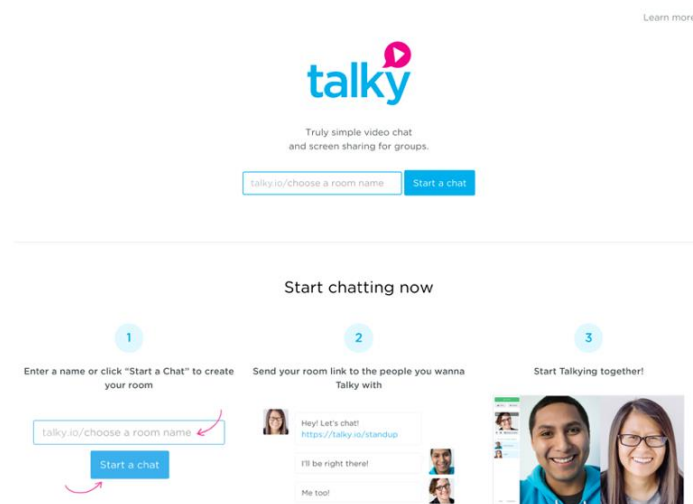 Learn more
talky
Truly simple video chat
and screen sharing for groups.
talky.io/choose a room name
Start a chat
Start chatting now
1
Enter a name or click “Start a Chat” to create
your room
talky.io/choose a room name
Start a chat
2
Send your room link to the people you wanna
Talky with
Hey! Let's chat!
https://talky.io/standup
I'll be right there!
Me too!
3
Start Talkying together!